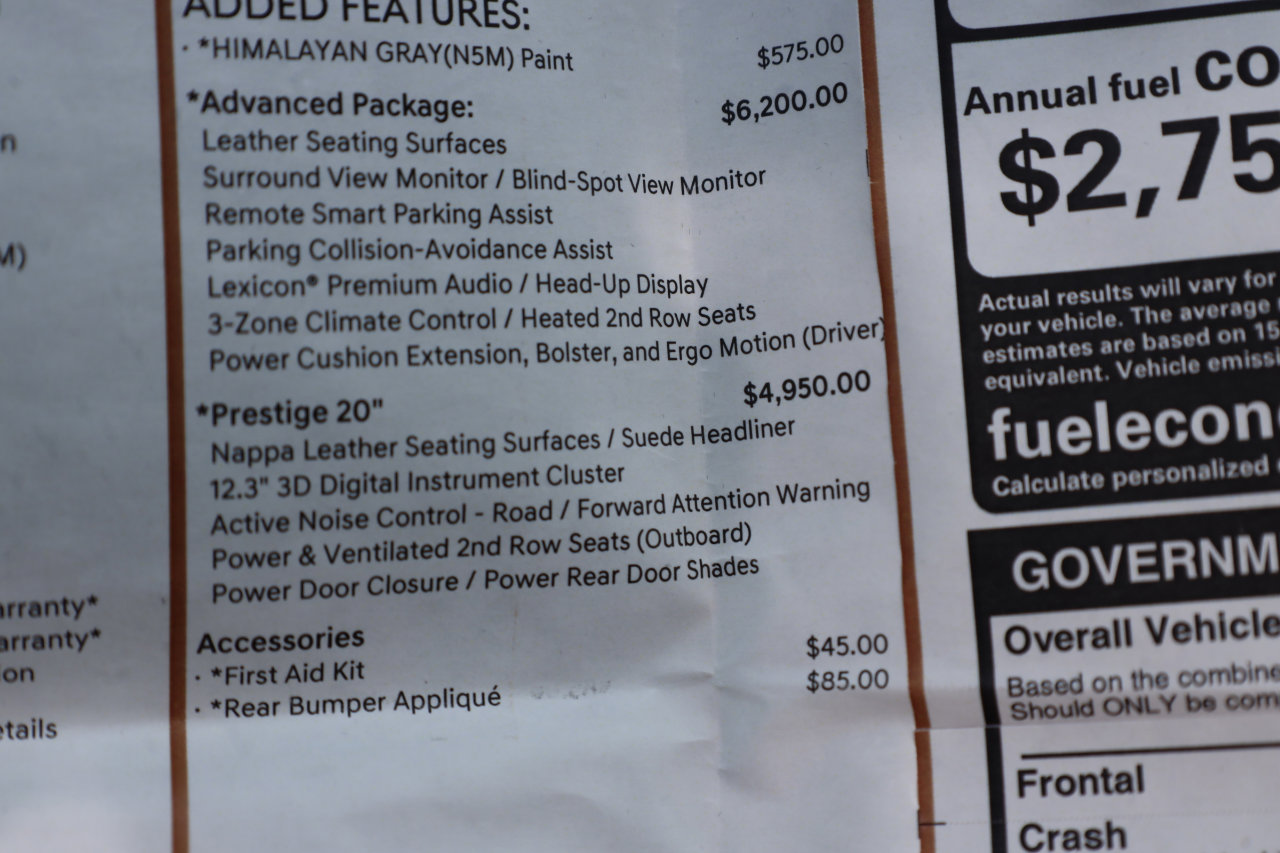 ADDED FEATURES:
· *HIMALAYAN GRAY(N5M) Paint $575.00
*Advanced Package: $6,200.00
Leather Seating Surfaces
Surround View Monitor / Blind-Spot View Monitor
Remote Smart Parking Assist
Parking Collision-Avoidance Assist
Lexicon® Premium Audio / Head-Up Display
3-Zone Climate Control / Heated 2nd Row Seats
Power Cushion Extension, Bolster, and Ergo Motion (Driver)
*Prestige 20" $4,950.00
Nappa Leather Seating Surfaces / Suede Headliner
12.3" 3D Digital Instrument Cluster
Active Noise Control - Road / Forward Attention Warning
Power & Ventilated 2nd Row Seats (Outboard)
Power Door Closure / Power Rear Door Shades
Accessories
· *First Aid Kit $45.00
· *Rear Bumper Appliqué $85.00
n
M)
arranty*
arranty*
ion
etails
Annual fuel CO
$2,75
Actual results will vary for
your vehicle. The average
estimates are based on 15
equivalent. Vehicle emissi
fuelecon
Calculate personalized
GOVERNM
Overall Vehicle
Based on the combine
Should ONLY be com
Frontal
Crash